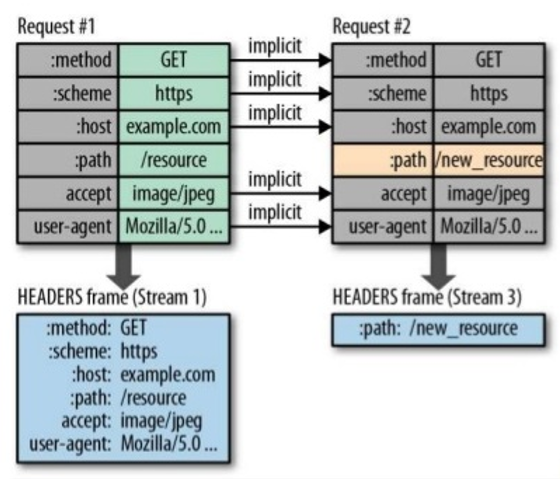 Request #1
:method GET
:scheme https
:host example.com
:path /resource
accept image/jpeg
user-agent Mozilla/5.0 ...
implicit
implicit
implicit
implicit
implicit
Request #2
:method GET
:scheme https
:host example.com
:path /new_resource
accept image/jpeg
user-agent Mozilla/5.0 ...
HEADERS frame (Stream 1)
:method: GET
:scheme: https
:host: example.com
:path: /resource
accept: image/jpeg
user-agent: Mozilla/5.0 ...
HEADERS frame (Stream 3)
:path: /new_resource